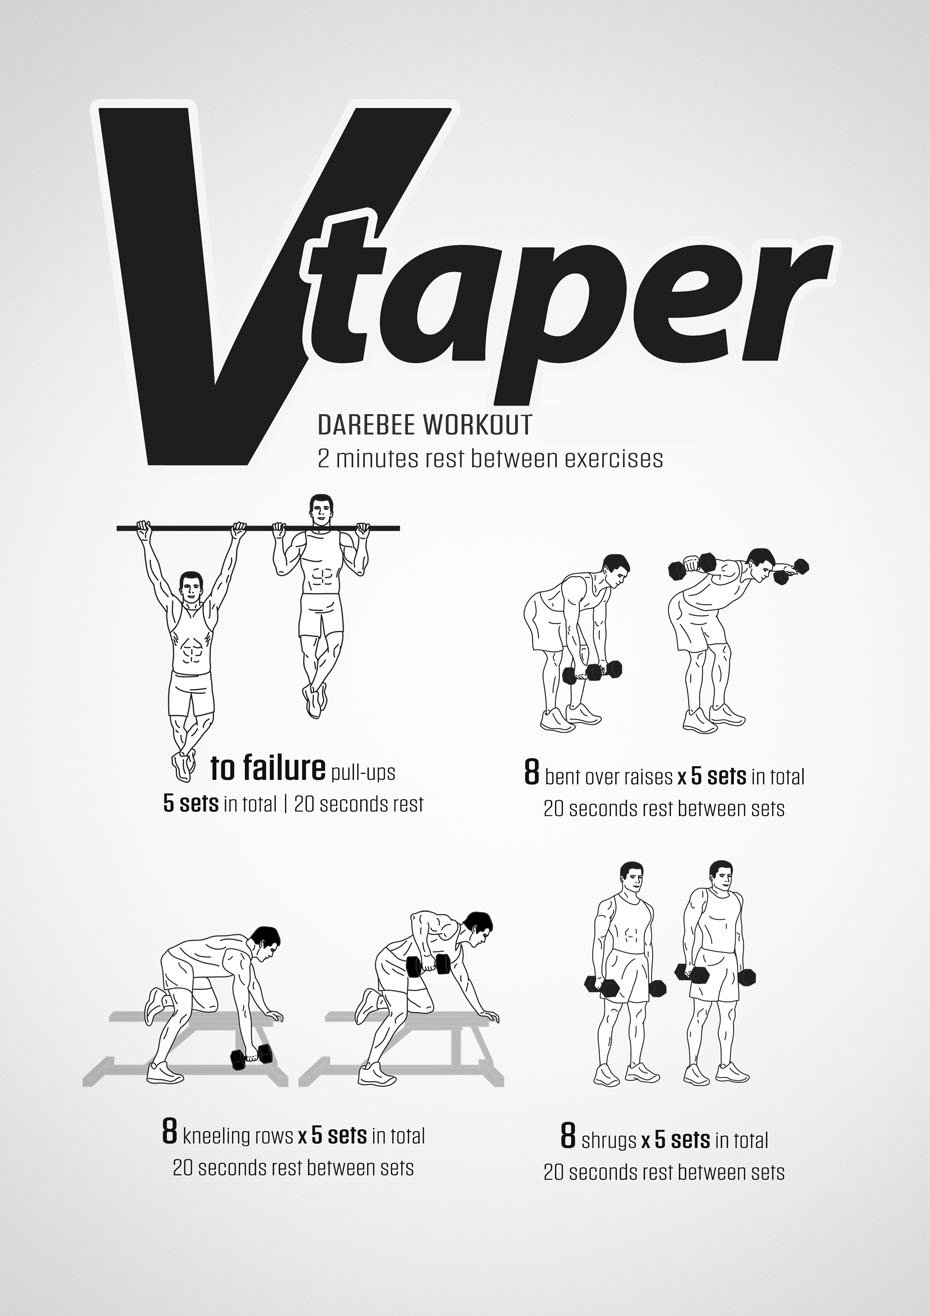 V taper
DAREBEE WORKOUT
2 minutes rest between exercises
to failure pull-ups
5 sets in total | 20 seconds rest
8 bent over raises x 5 sets in total
20 seconds rest between sets
8 kneeling rows x 5 sets in total
20 seconds rest between sets
8 shrugs x 5 sets in total
20 seconds rest between sets